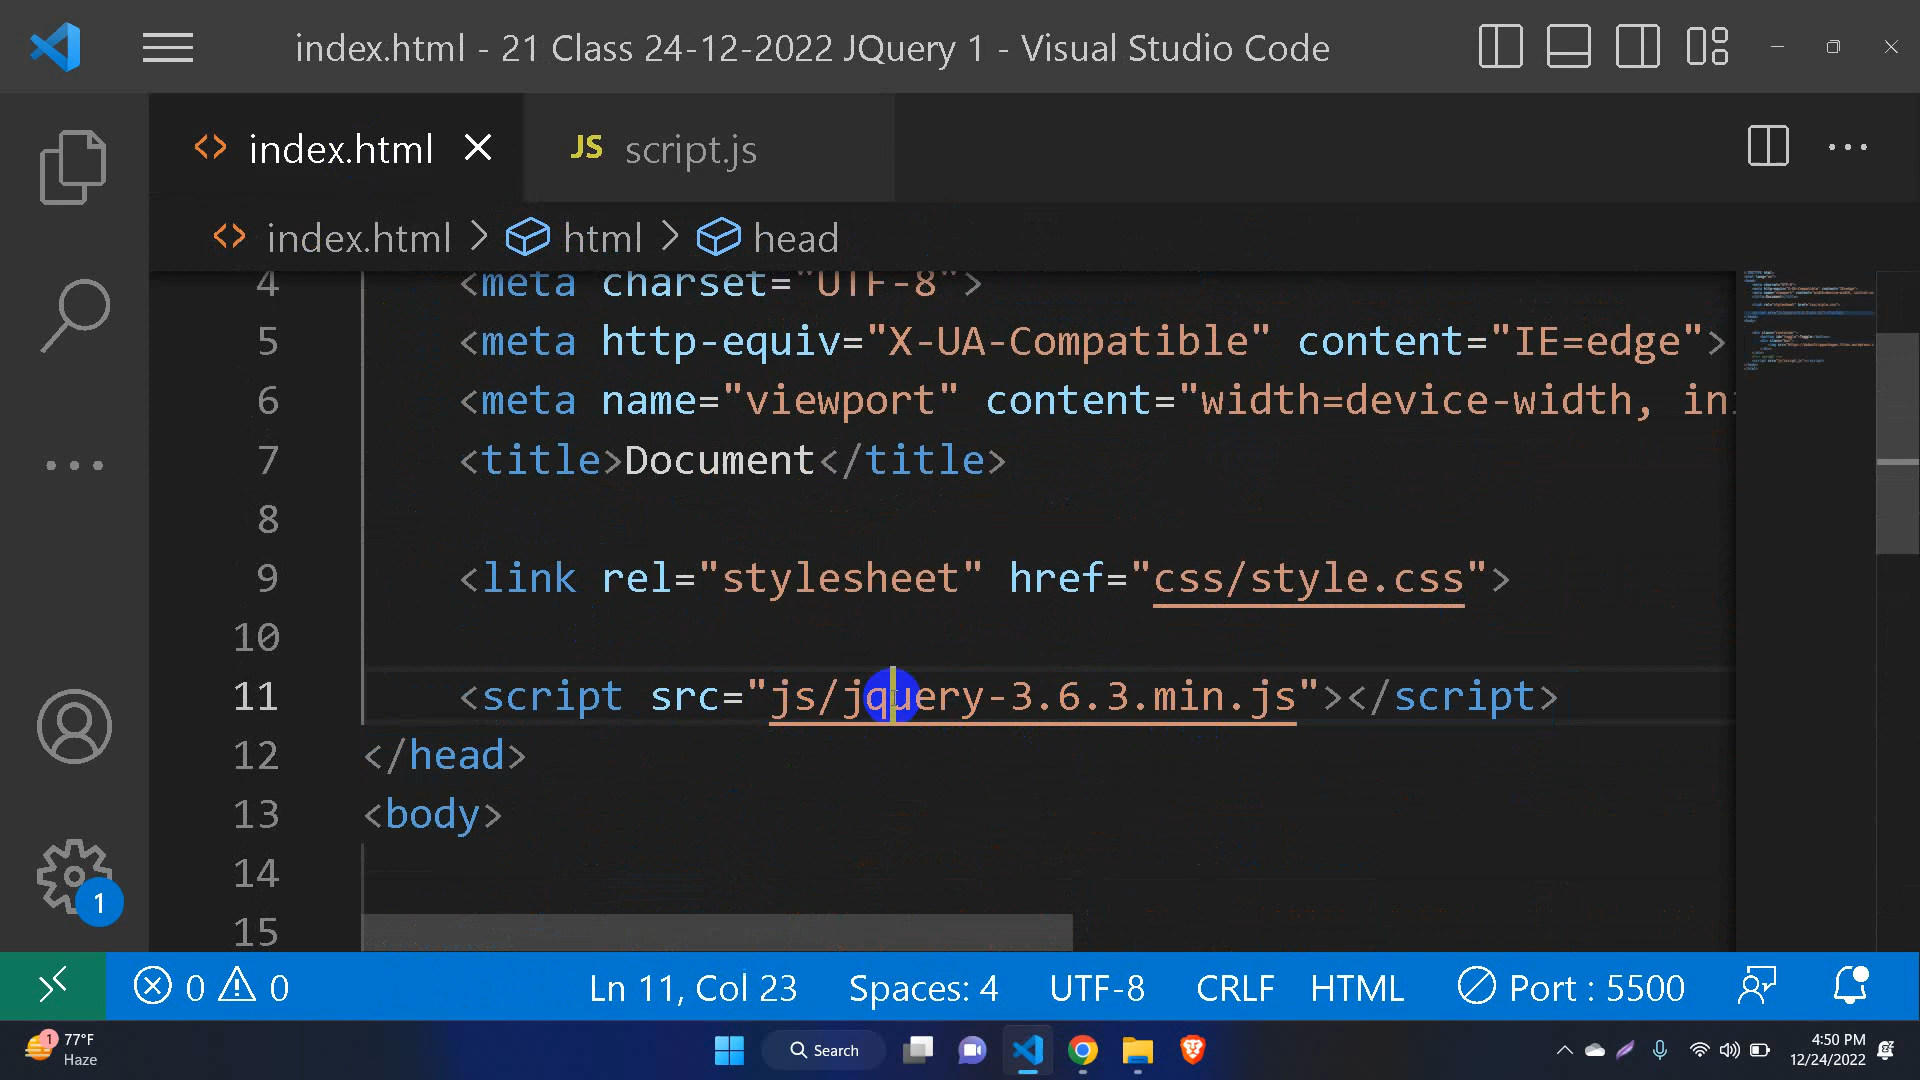 index.html - 21 Class 24-12-2022 JQuery 1 - Visual Studio Code
index.html
JS script.js
index.html > html > head
4 <meta charset="UTF-8">
5 <meta http-equiv="X-UA-Compatible" content="IE=edge">
6 <meta name="viewport" content="width=device-width, in
7 <title>Document</title>
8
9 <link rel="stylesheet" href="css/style.css">
10
11 <script src="js/jquery-3.6.3.min.js"></script>
12 </head>
13 <body>
14
15
1
0 0 Ln 11, Col 23 Spaces: 4 UTF-8 CRLF HTML Port : 5500
1 77°F
Haze
Search
4:50 PM
12/24/2022